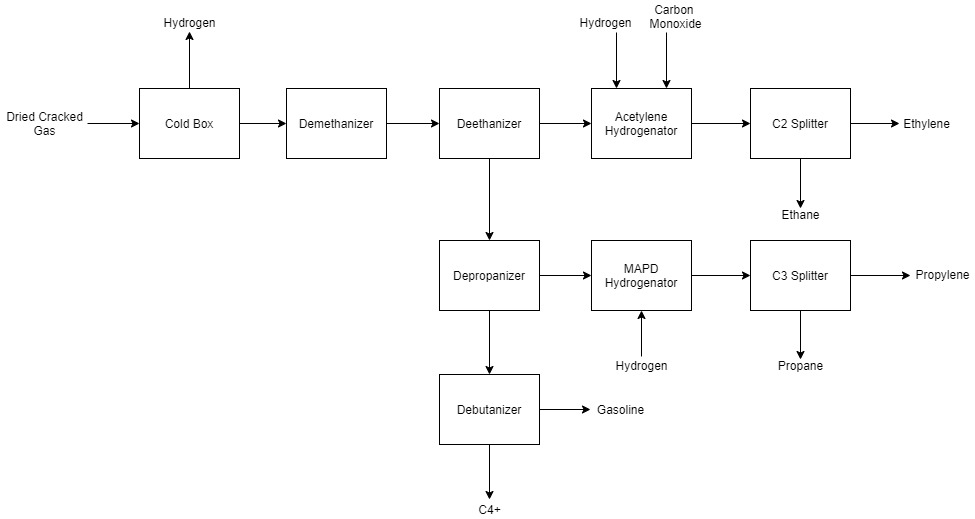 Hydrogen
Hydrogen
Carbon
Monoxide
Dried Cracked
Gas
Cold Box
Demethanizer
Deethanizer
Acetylene
Hydrogenator
C2 Splitter
Ethylene
Ethane
Depropanizer
MAPD
Hydrogenator
C3 Splitter
Propylene
Hydrogen
Propane
Debutanizer
Gasoline
C4+